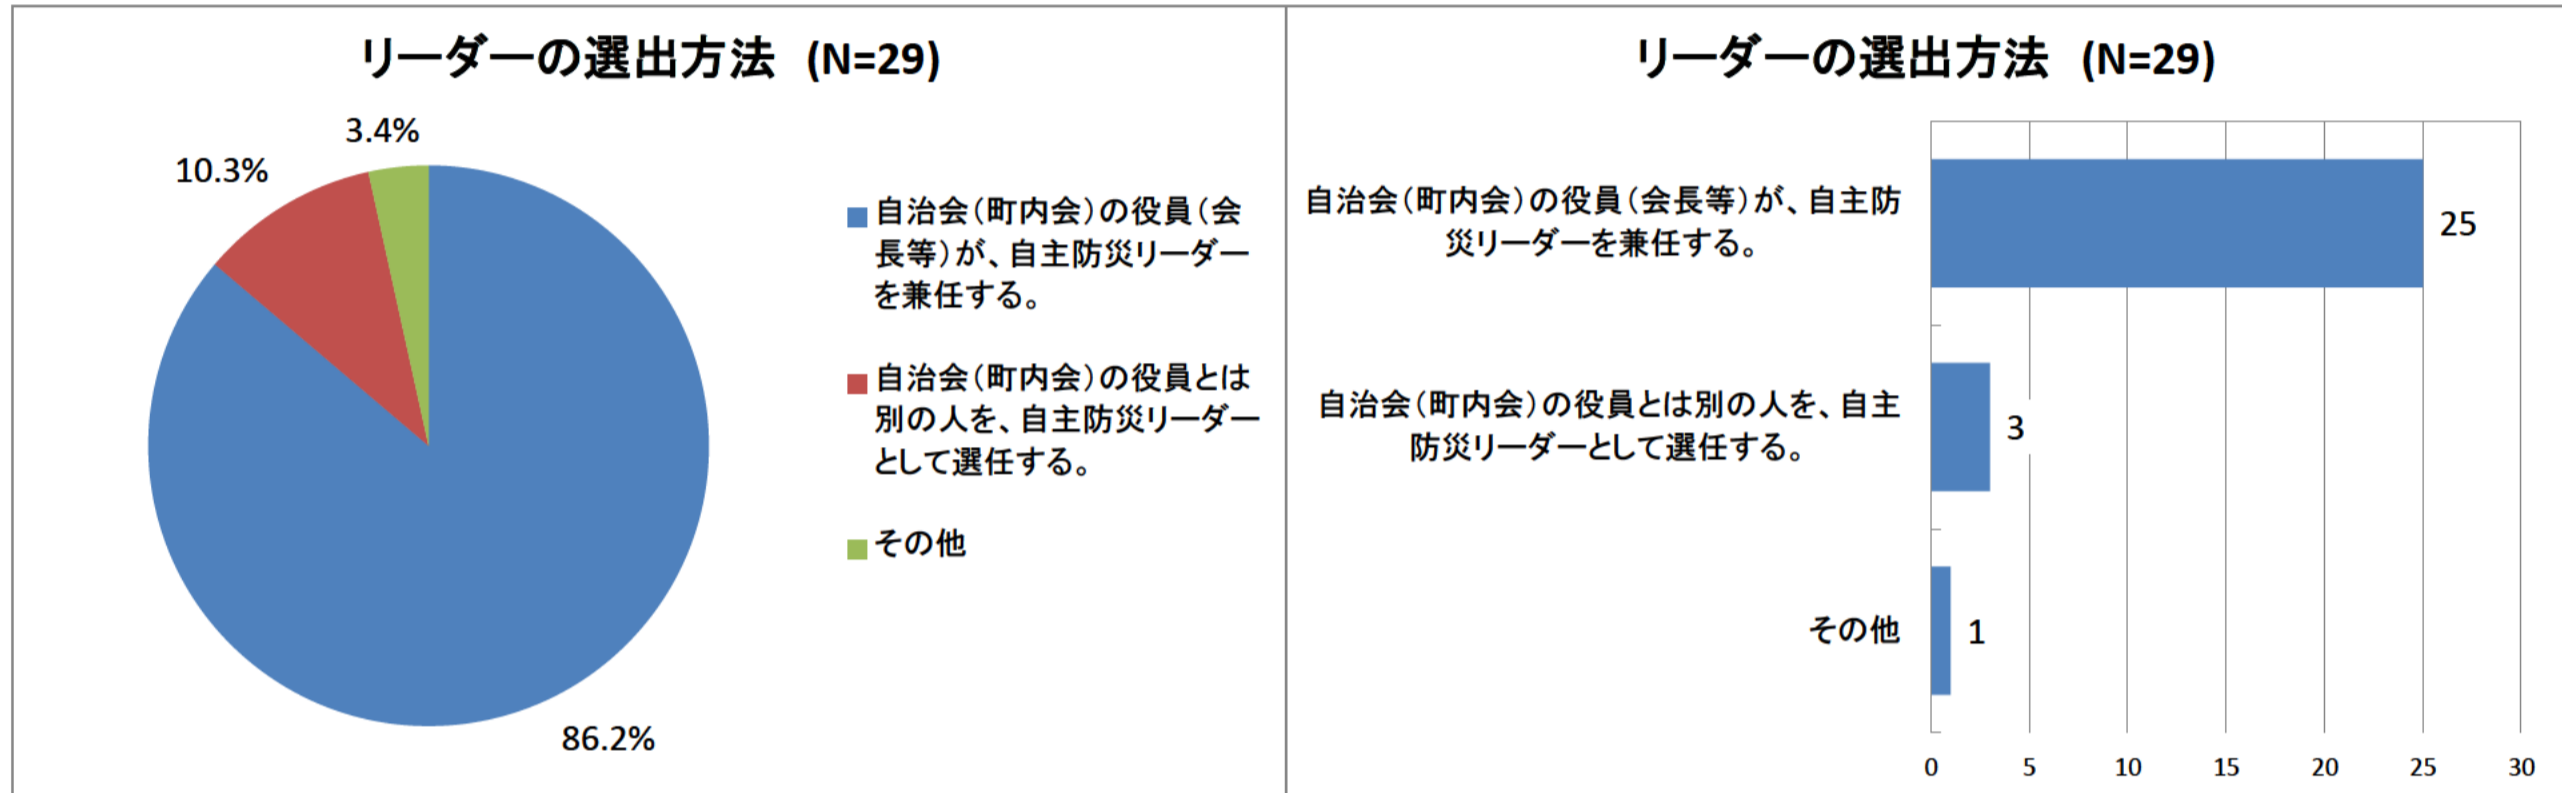 リーダーの選出方法 (N=29)
3.4%
10.3%
86.2%
自治会（町内会）の役員（会
長等）が、自主防災リーダー
を兼任する。
自治会（町内会）の役員とは
別の人を、自主防災リーダー
として選任する。
その他
リーダーの選出方法 (N=29)
自治会（町内会）の役員（会長等）が、自主防
災リーダーを兼任する。
25
自治会（町内会）の役員とは別の人を、自主
防災リーダーとして選任する。
3
その他
1
0 5 10 15 20 25 30